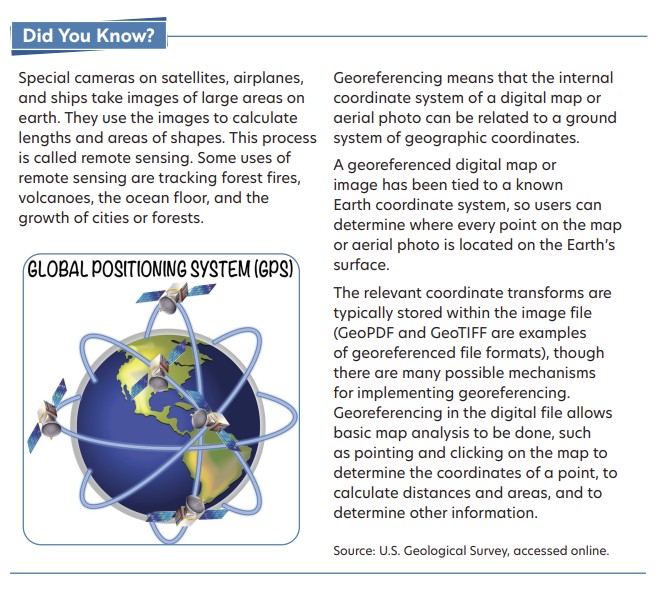 Did You Know?
Special cameras on satellites, airplanes,
and ships take images of large areas on
earth. They use the images to calculate
lengths and areas of shapes. This process
is called remote sensing. Some uses of
remote sensing are tracking forest fires,
volcanoes, the ocean floor, and the
growth of cities or forests.
GLOBAL POSITIONING SYSTEM (GPS)
Georeferencing means that the internal
coordinate system of a digital map or
aerial photo can be related to a ground
system of geographic coordinates.
A georeferenced digital map or
image has been tied to a known
Earth coordinate system, so users can
determine where every point on the map
or aerial photo is located on the Earth's
surface.
The relevant coordinate transforms are
typically stored within the image file
(GeoPDF and GeoTIFF are examples
of georeferenced file formats), though
there are many possible mechanisms
for implementing georeferencing.
Georeferencing in the digital file allows
basic map analysis to be done, such
as pointing and clicking on the map to
determine the coordinates of a point, to
calculate distances and areas, and to
determine other information.
Source: U.S. Geological Survey, accessed online.